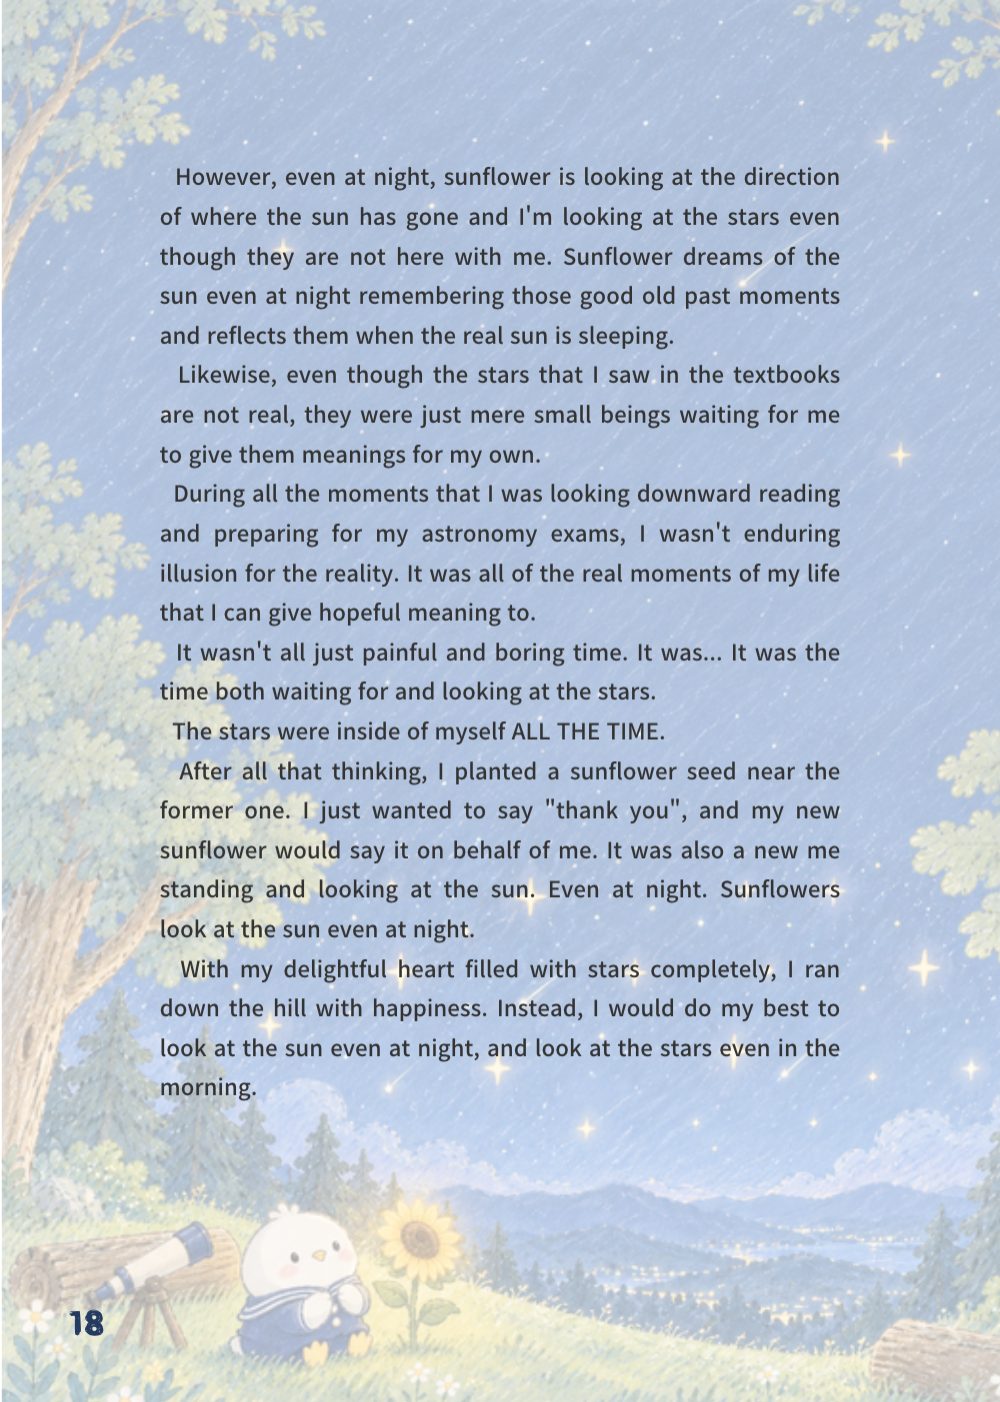 However, even at night, sunflower is looking at the direction
of where the sun has gone and I'm looking at the stars even
though they are not here with me. Sunflower dreams of the
sun even at night remembering those good old past moments
and reflects them when the real sun is sleeping.
Likewise, even though the stars that I saw in the textbooks
are not real, they were just mere small beings waiting for me
to give them meanings for my own.
During all the moments that I was looking downward reading
and preparing for my astronomy exams, I wasn't enduring
illusion for the reality. It was all of the real moments of my life
that I can give hopeful meaning to.
It wasn't all just painful and boring time. It was... It was the
time both waiting for and looking at the stars.
The stars were inside of myself ALL THE TIME.
After all that thinking, I planted a sunflower seed near the
former one. I just wanted to say "thank you", and my new
sunflower would say it on behalf of me. It was also a new me
standing and looking at the sun. Even at night. Sunflowers
look at the sun even at night.
With my delightful heart filled with stars completely, I ran
down the hill with happiness. Instead, I would do my best to
look at the sun even at night, and look at the stars even in the
morning.
18